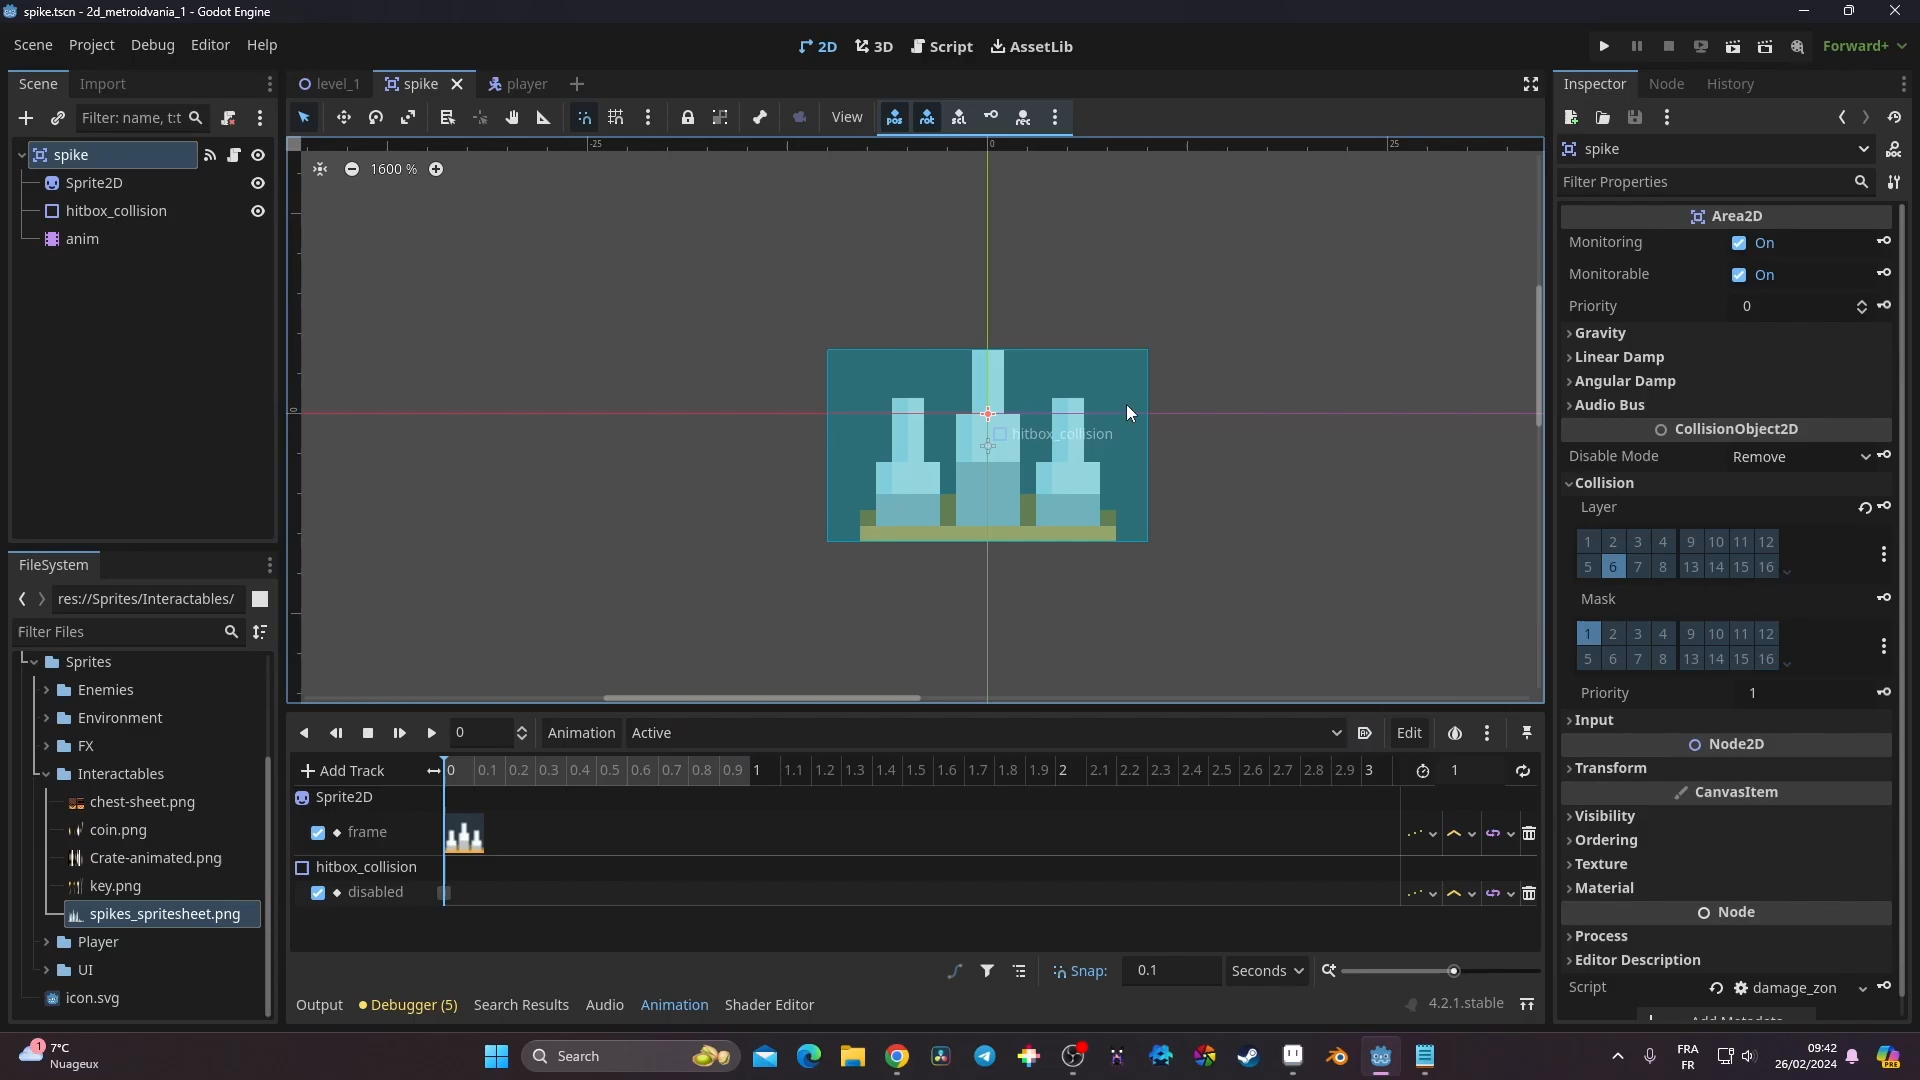 spike.tscn - 2d_metroidvania_1 - Godot Engine
Scene Project Debug Editor Help
2D 3D Script AssetLib
Forward+
Scene Import
level_1 spike player
Inspector Node History
Filter: name, t:t
View
spike
Sprite2D
hitbox_collision
anim
1600 %
-25 0 25
0
hitbox_collision
spike
Filter Properties
Area2D
Monitoring On
Monitorable On
Priority 0
Gravity
Linear Damp
Angular Damp
Audio Bus
CollisionObject2D
Disable Mode Remove
Collision
Layer
1 2 3 4 9 10 11 12
5 6 7 8 13 14 15 16
Mask
1 2 3 4 9 10 11 12
5 6 7 8 13 14 15 16
Priority 1
Input
Node2D
Transform
CanvasItem
Visibility
Ordering
Texture
Material
Node
Process
Editor Description
Script damage_zon
FileSystem
res://Sprites/Interactables/
Filter Files
Sprites
Enemies
Environment
FX
Interactables
chest-sheet.png
coin.png
Crate-animated.png
key.png
spikes_spritesheet.png
Player
UI
icon.svg
0 Animation Active Edit
Add Track 0 0.1 0.2 0.3 0.4 0.5 0.6 0.7 0.8 0.9 1 1.1 1.2 1.3 1.4 1.5 1.6 1.7 1.8 1.9 2 2.1 2.2 2.3 2.4 2.5 2.6 2.7 2.8 2.9 3 1
Sprite2D
frame
hitbox_collision
disabled
Snap: 0.1 Seconds
Output Debugger (5) Search Results Audio Animation Shader Editor 4.2.1.stable
1 7°C
Nuageux
Search
FRA
FR
09:42
26/02/2024
PRE